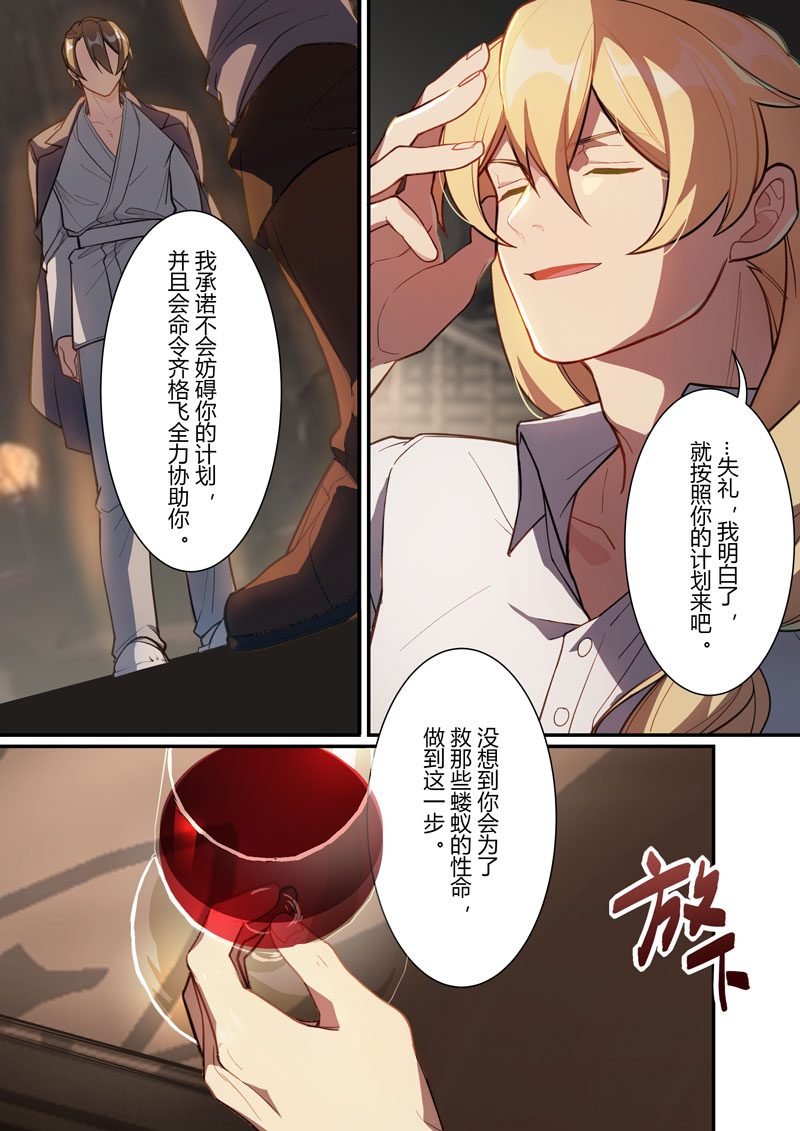 …失礼，我明白了，
就按照你的计划来吧。
我承诺不会妨碍你的计划，
并且会命令齐格飞全力协助你。
没想到你会为了
救那些蝼蚁的性命，
做到这一步。
放下